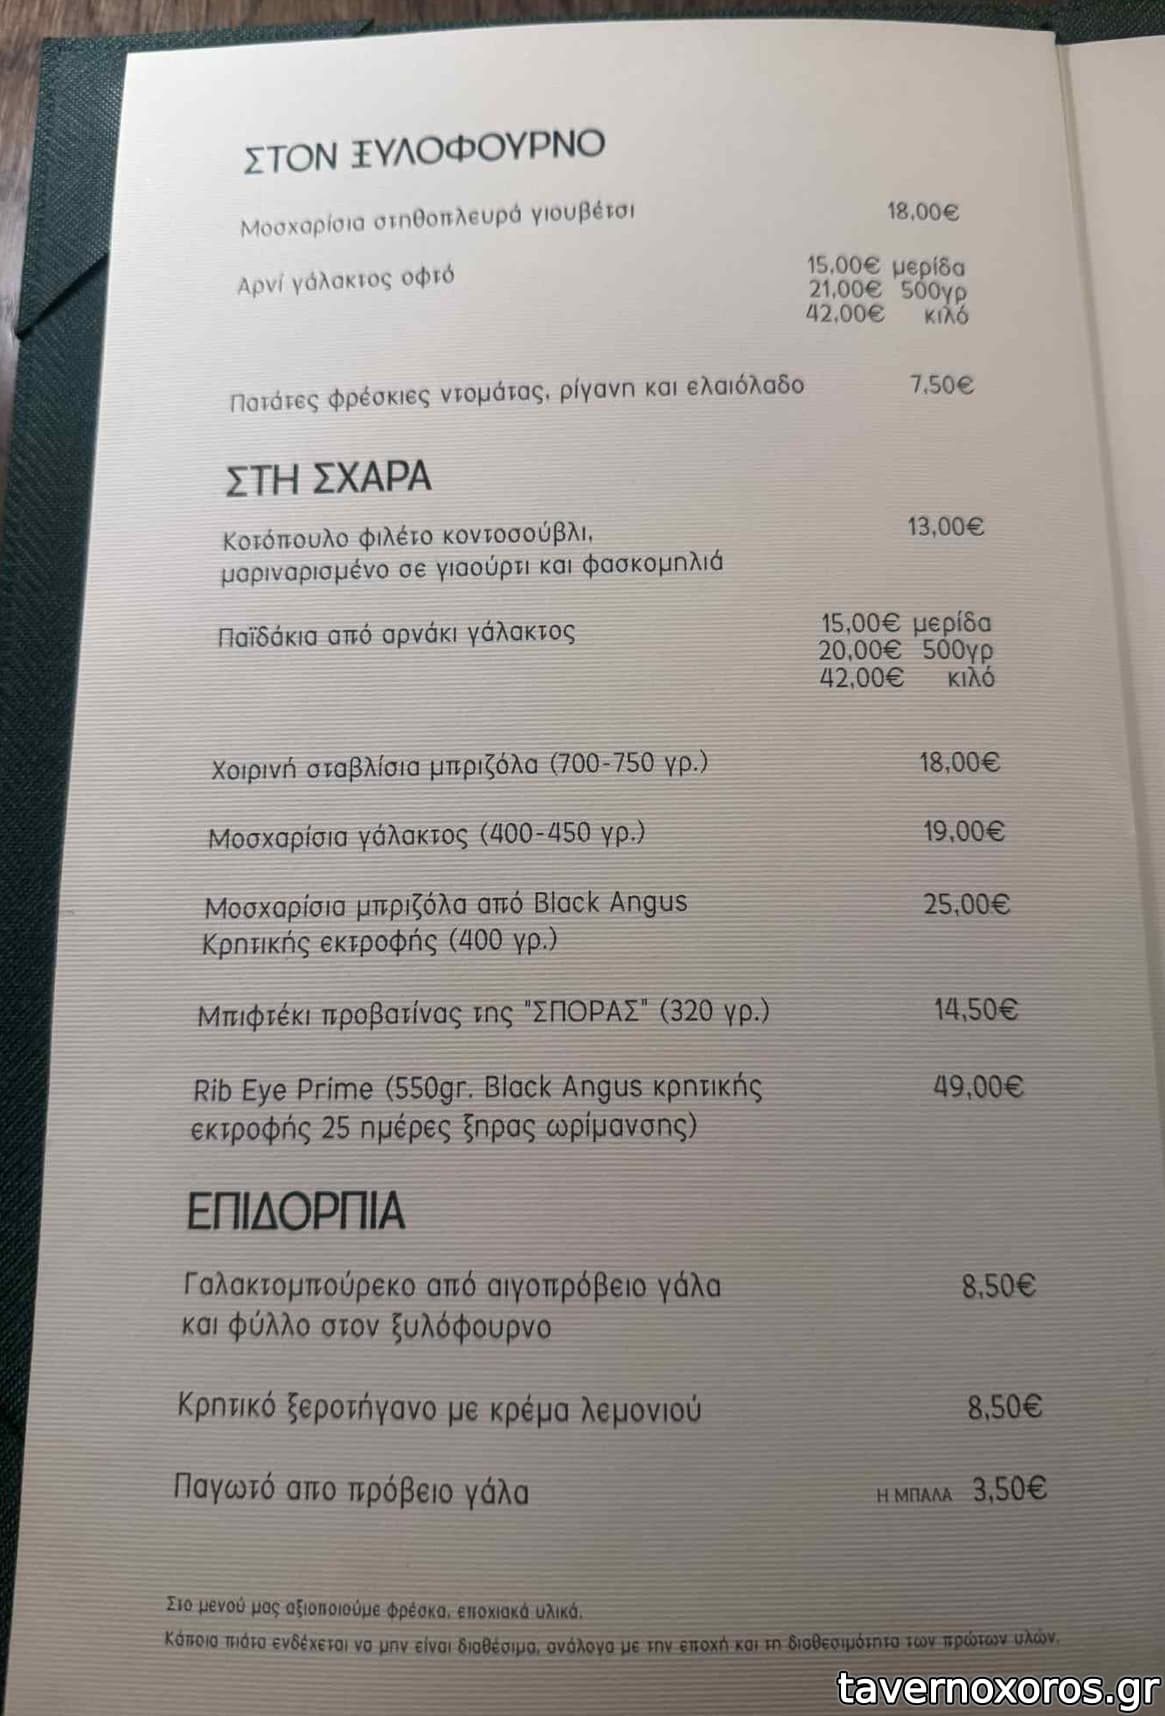 ΣΤΟΝ ΞΥΛΟΦΟΥΡΝΟ
Μοσχαρίσια στηθοπλευρά γιουβέτσι 18,00€
Αρνί γάλακτος οφτό 15,00€ μερίδα
21,00€ 500γρ
42,00€ κιλό
Πατάτες φρέσκιες ντομάτας, ρίγανη και ελαιόλαδο 7,50€
ΣΤΗ ΣΧΑΡΑ
Κοτόπουλο φιλέτο κοντοσούβλι, 13,00€
μαριναρισμένο σε γιαούρτι και φασκομηλιά
Παϊδάκια από αρνάκι γάλακτος 15,00€ μερίδα
20,00€ 500γρ
42,00€ κιλό
Χοιρινή σταβλίσια μπριζόλα (700-750 γρ.) 18,00€
Μοσχαρίσια γάλακτος (400-450 γρ.) 19,00€
Μοσχαρίσια μπριζόλα από Black Angus 25,00€
Κρητικής εκτροφής (400 γρ.)
Μπιφτέκι προβατίνας της "ΣΠΟΡΑΣ" (320 γρ.) 14,50€
Rib Eye Prime (550gr. Black Angus κρητικής 49,00€
εκτροφής 25 ημέρες ξηρας ωρίμανσης)
ΕΠΙΔΟΡΠΙΑ
Γαλακτομπούρεκο από αιγοπρόβειο γάλα 8,50€
και φύλλο στον ξυλόφουρνο
Κρητικό ξεροτήγανο με κρέμα λεμονιού 8,50€
Παγωτό απο πρόβειο γάλα Η ΜΠΑΛΑ 3,50€
Στο μενού μας αξιοποιούμε φρέσκα, εποχιακά υλικά.
Κάποια πιάτα ενδέχεται να μην είναι διαθέσιμα, ανάλογα με την εποχή και τη διαθεσιμότητα των πρώτων υλών.
tavernoxoros.gr